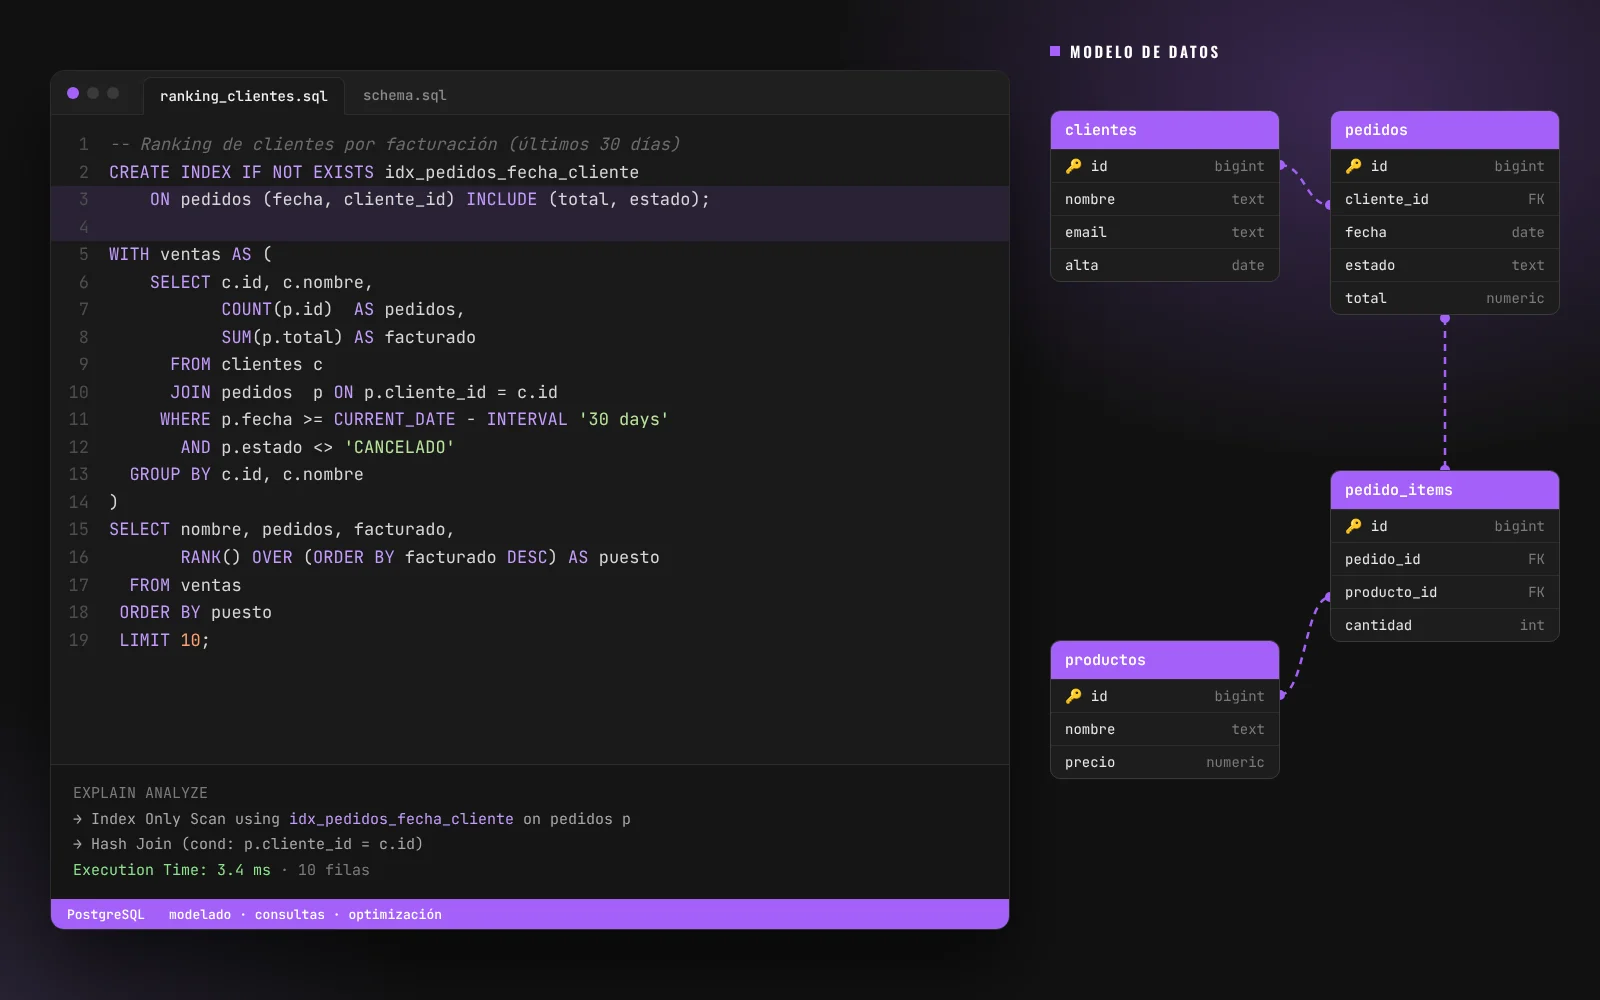 ranking_clientes.sql schema.sql
1 -- Ranking de clientes por facturación (últimos 30 días)
2 CREATE INDEX IF NOT EXISTS idx_pedidos_fecha_cliente
3     ON pedidos (fecha, cliente_id) INCLUDE (total, estado);
4
5 WITH ventas AS (
6     SELECT c.id, c.nombre,
7            COUNT(p.id)  AS pedidos,
8            SUM(p.total) AS facturado
9       FROM clientes c
10       JOIN pedidos  p ON p.cliente_id = c.id
11      WHERE p.fecha >= CURRENT_DATE - INTERVAL '30 days'
12        AND p.estado <> 'CANCELADO'
13   GROUP BY c.id, c.nombre
14 )
15 SELECT nombre, pedidos, facturado,
16        RANK() OVER (ORDER BY facturado DESC) AS puesto
17   FROM ventas
18  ORDER BY puesto
19  LIMIT 10;
EXPLAIN ANALYZE
→ Index Only Scan using idx_pedidos_fecha_cliente on pedidos p
→ Hash Join (cond: p.cliente_id = c.id)
Execution Time: 3.4 ms · 10 filas
PostgreSQL modelado · consultas · optimización
MODELO DE DATOS
clientes
id bigint
nombre text
email text
alta date
pedidos
id bigint
cliente_id FK
fecha date
estado text
total numeric
pedido_items
id bigint
pedido_id FK
producto_id FK
cantidad int
productos
id bigint
nombre text
precio numeric